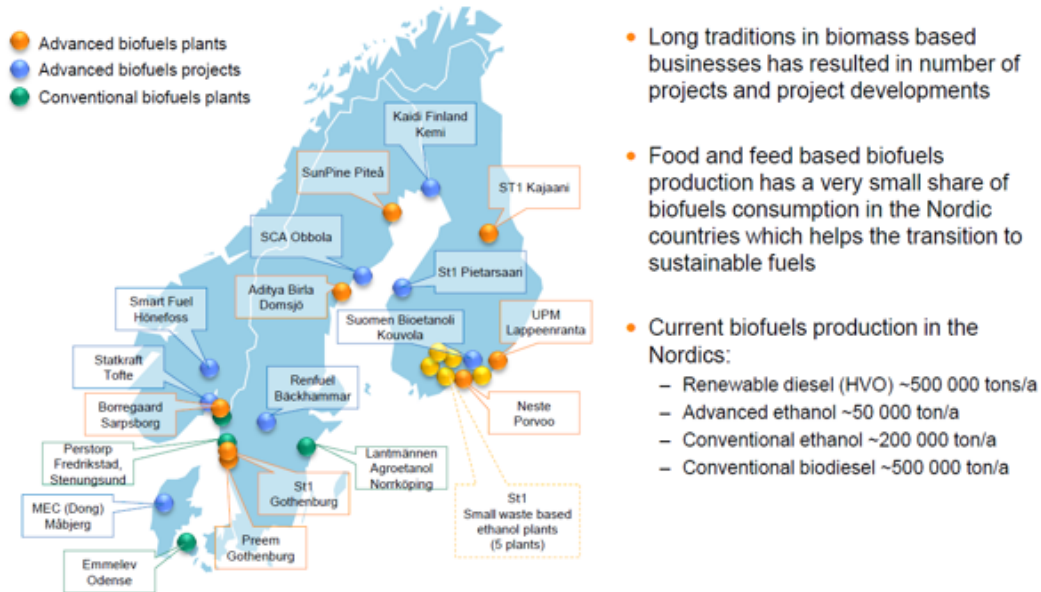 Advanced biofuels plants
Advanced biofuels projects
Conventional biofuels plants
Kaidi Finland
Kemi
SunPine Piteå
ST1 Kajaani
SCA Obbola
St1 Pietarsaari
Aditya Birla
Domsjö
Smart Fuel
Hönefoss
Suomen Bioetanoli
Kouvola
UPM
Lappeenranta
Statkraft
Tofte
Renfuel
Bäckhammar
Borregaard
Sarpsborg
Neste
Porvoo
Perstorp
Fredrikstad,
Stenungsund
Lantmännen
Agroetanol
Norrköping
St1
Gothenburg
MEC (Dong)
Måbjerg
St1
Small waste based
ethanol plants
(5 plants)
Preem
Gothenburg
Emmelev
Odense
• Long traditions in biomass based
businesses has resulted in number of
projects and project developments
• Food and feed based biofuels
production has a very small share of
biofuels consumption in the Nordic
countries which helps the transition to
sustainable fuels
• Current biofuels production in the
Nordics:
– Renewable diesel (HVO) ~500 000 tons/a
– Advanced ethanol ~50 000 ton/a
– Conventional ethanol ~200 000 ton/a
– Conventional biodiesel ~500 000 ton/a